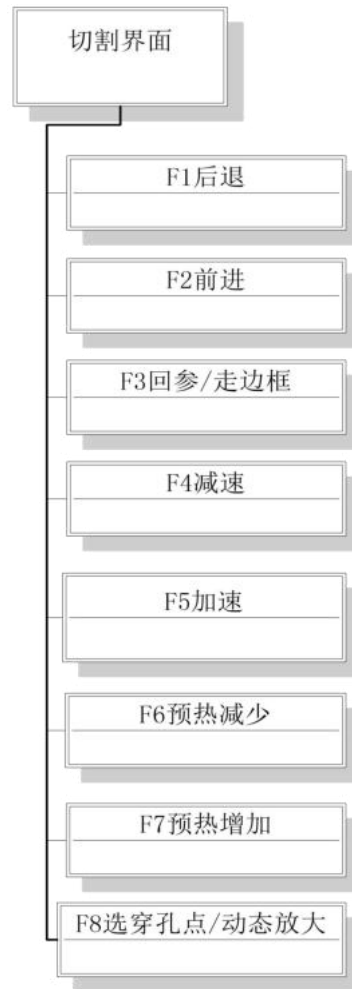 切割界面
F1后退
F2前进
F3回参/走边框
F4减速
F5加速
F6预热减少
F7预热增加
F8选穿孔点/动态放大